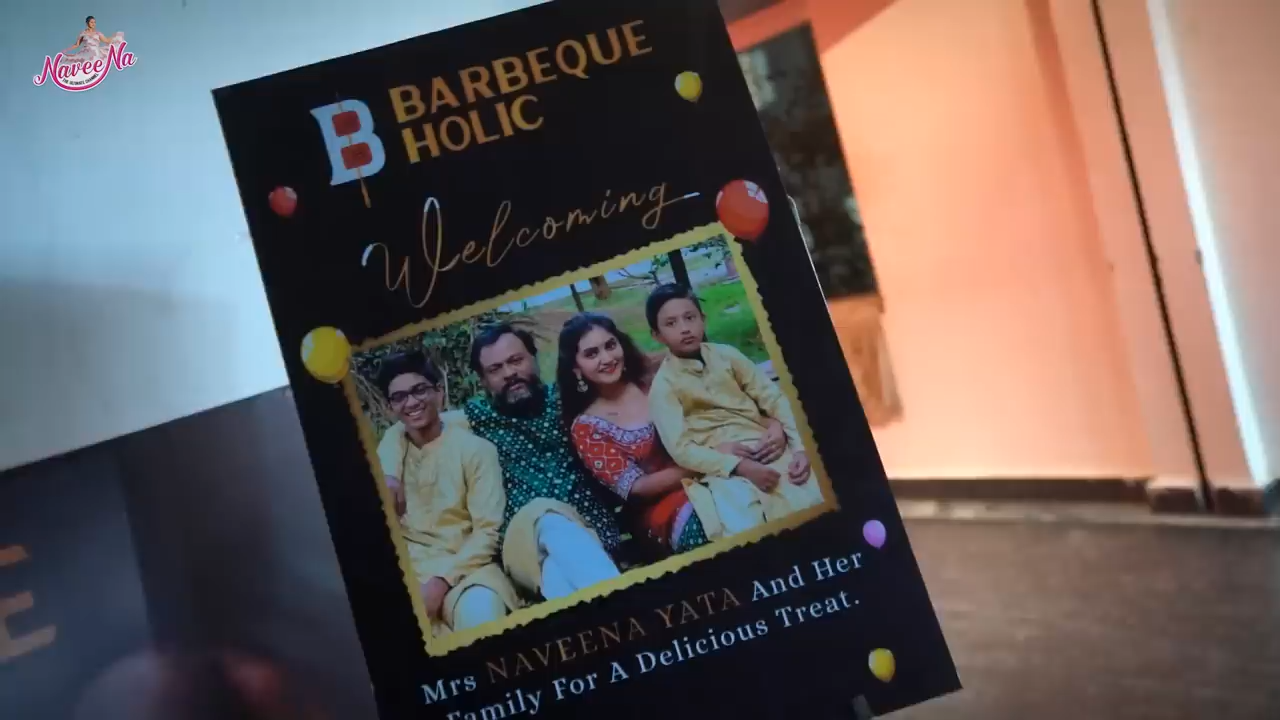 NaveeNa
BARBEQUE
HOLIC
Welcoming
Mrs NAVEENA YATA And Her
Family For A Delicious Treat.